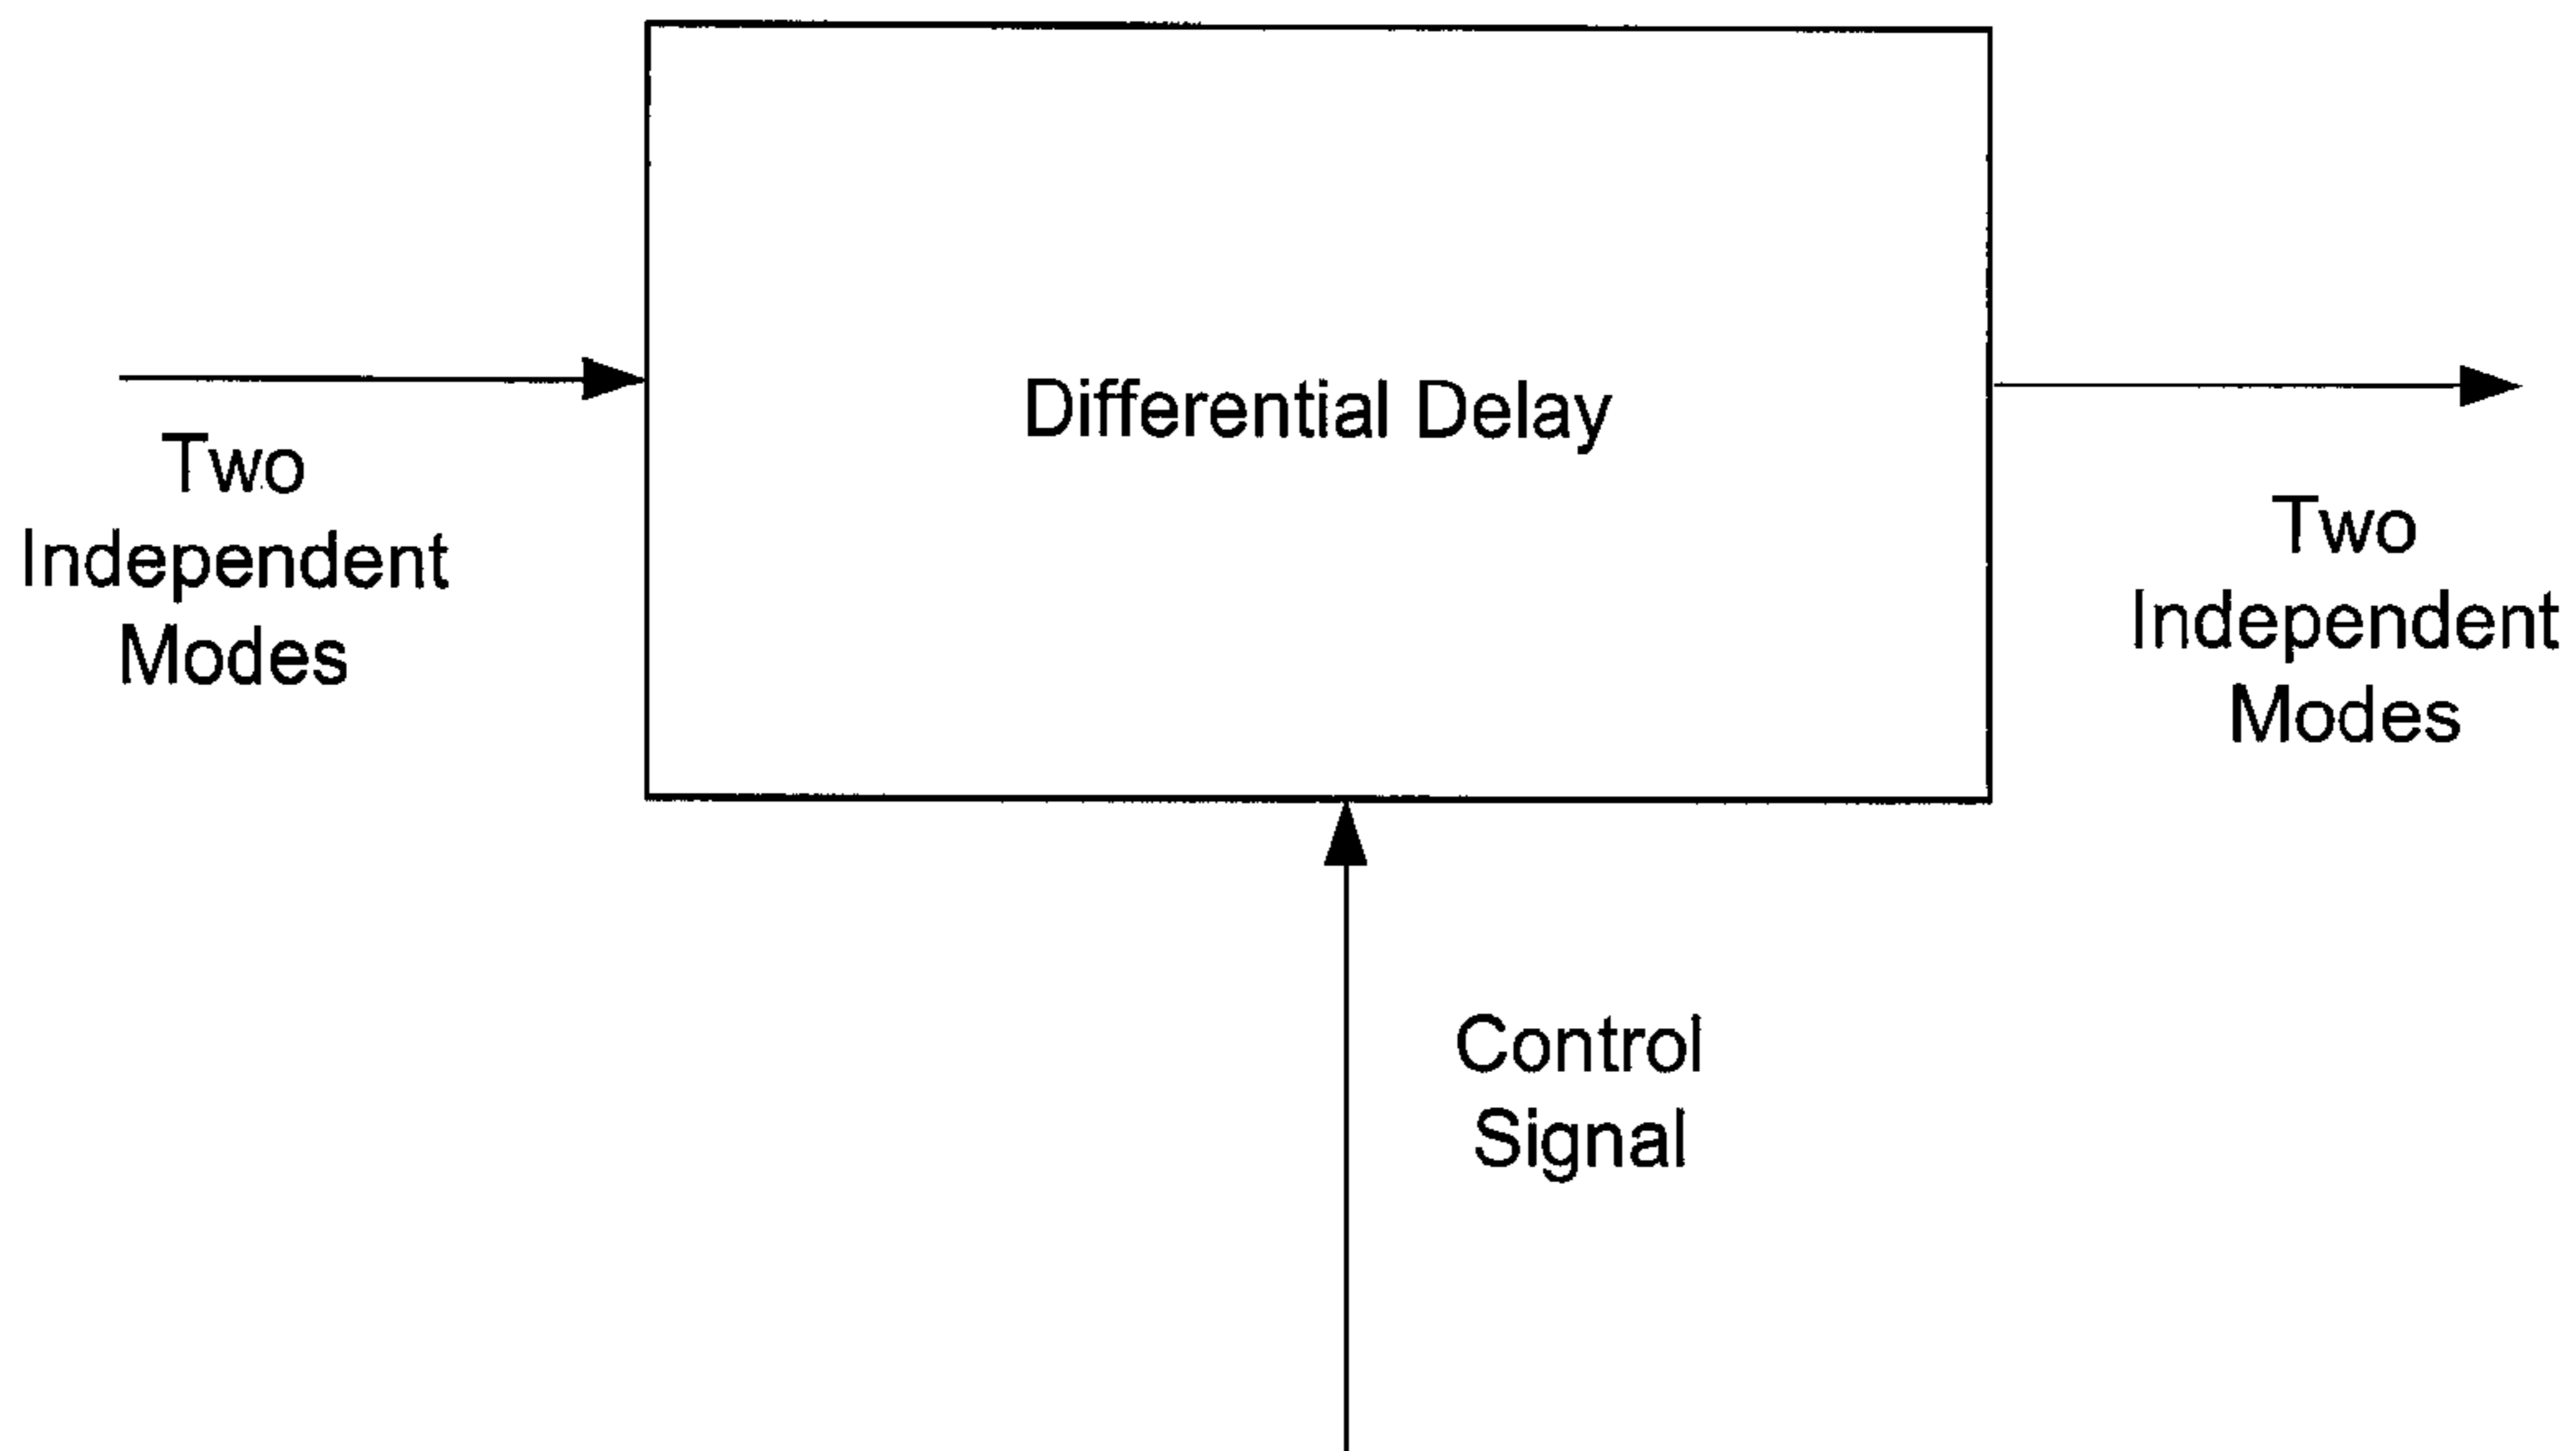 Differential Delay
Two
Independent
Modes
Two
Independent
Modes
Control
Signal